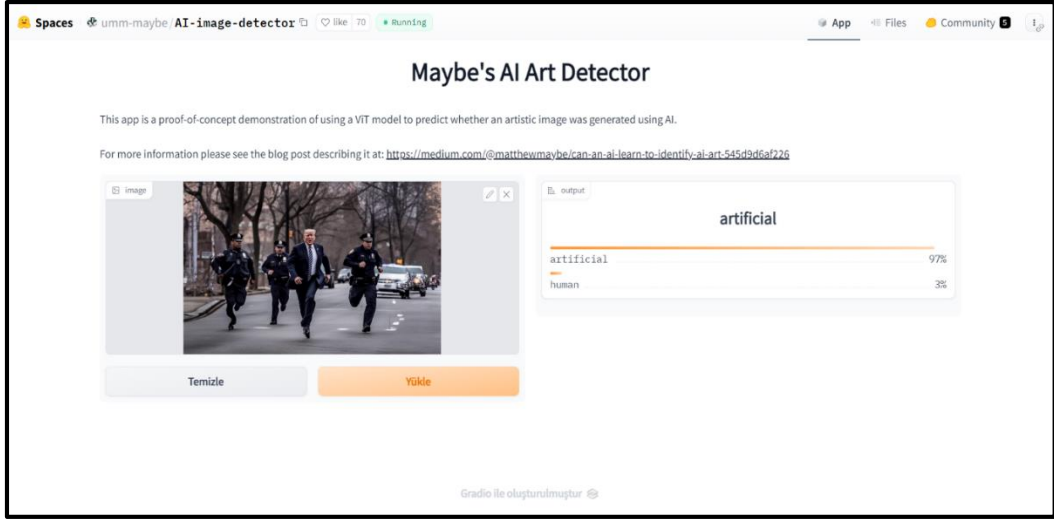 Spaces umm-maybe/AI-image-detector like 70 Running App Files Community 5
Maybe's AI Art Detector
This app is a proof-of-concept demonstration of using a ViT model to predict whether an artistic image was generated using AI.
For more information please see the blog post describing it at: https://medium.com/@matthewmaybe/can-an-ai-learn-to-identify-ai-art-545d9d6af226
image
output
artificial
artificial 97%
human 3%
Temizle Yükle
Gradio ile oluşturulmuştur